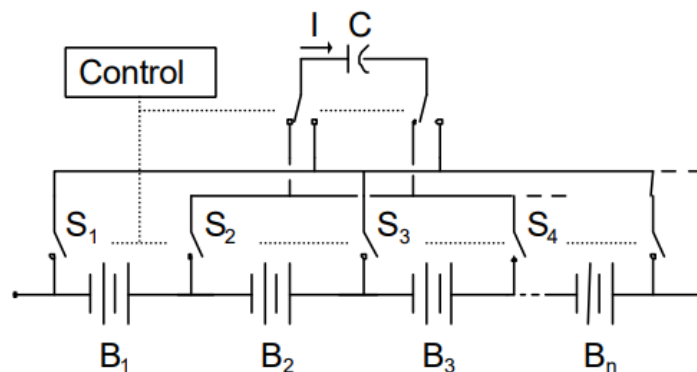 I C
Control
S₁ S₂ S₃ S₄
B₁ B₂ B₃ Bₙ